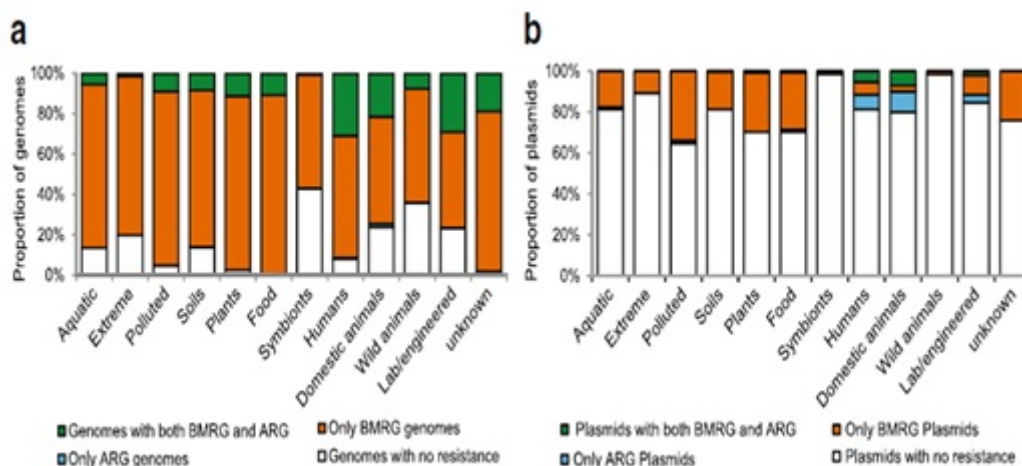 a
Proportion of genomes
100%
80%
60%
40%
20%
0%
Aquatic
Extreme
Polluted
Soils
Plants
Food
Symbionts
Humans
Domestic animals
Wild animals
Lab/engineered
unknown
Genomes with both BMRG and ARG
Only BMRG genomes
Only ARG genomes
Genomes with no resistance
b
Proportion of plasmids
100%
80%
60%
40%
20%
0%
Aquatic
Extreme
Polluted
Soils
Plants
Food
Symbionts
Humans
Domestic animals
Wild animals
Lab/engineered
unknown
Plasmids with both BMRG and ARG
Only BMRG Plasmids
Only ARG Plasmids
Plasmids with no resistance